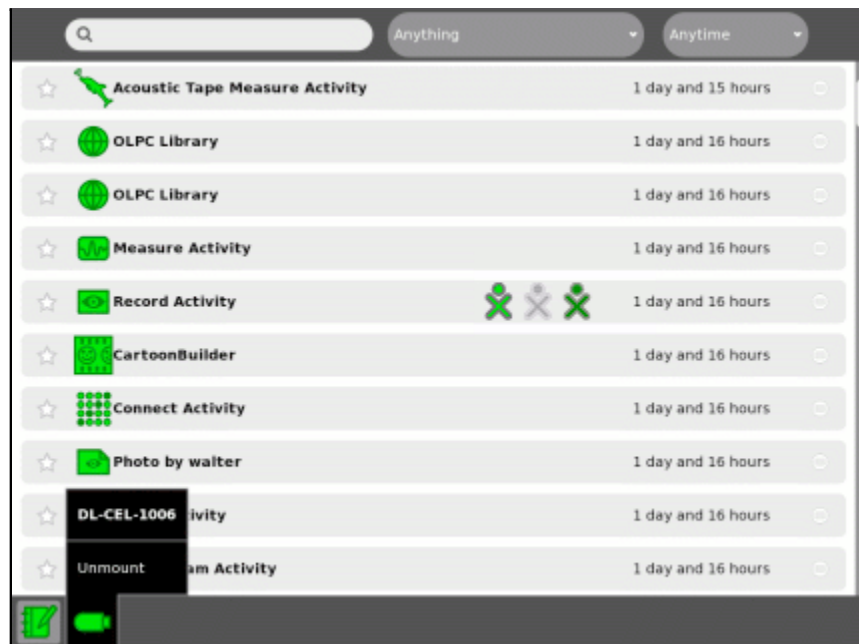 Anything Anytime
Acoustic Tape Measure Activity 1 day and 15 hours
OLPC Library 1 day and 16 hours
OLPC Library 1 day and 16 hours
Measure Activity 1 day and 16 hours
Record Activity 1 day and 16 hours
CartoonBuilder 1 day and 16 hours
Connect Activity 1 day and 16 hours
Photo by walter 1 day and 16 hours
DL-CEL-1006 ivity 1 day and 16 hours
Unmount am Activity 1 day and 16 hours